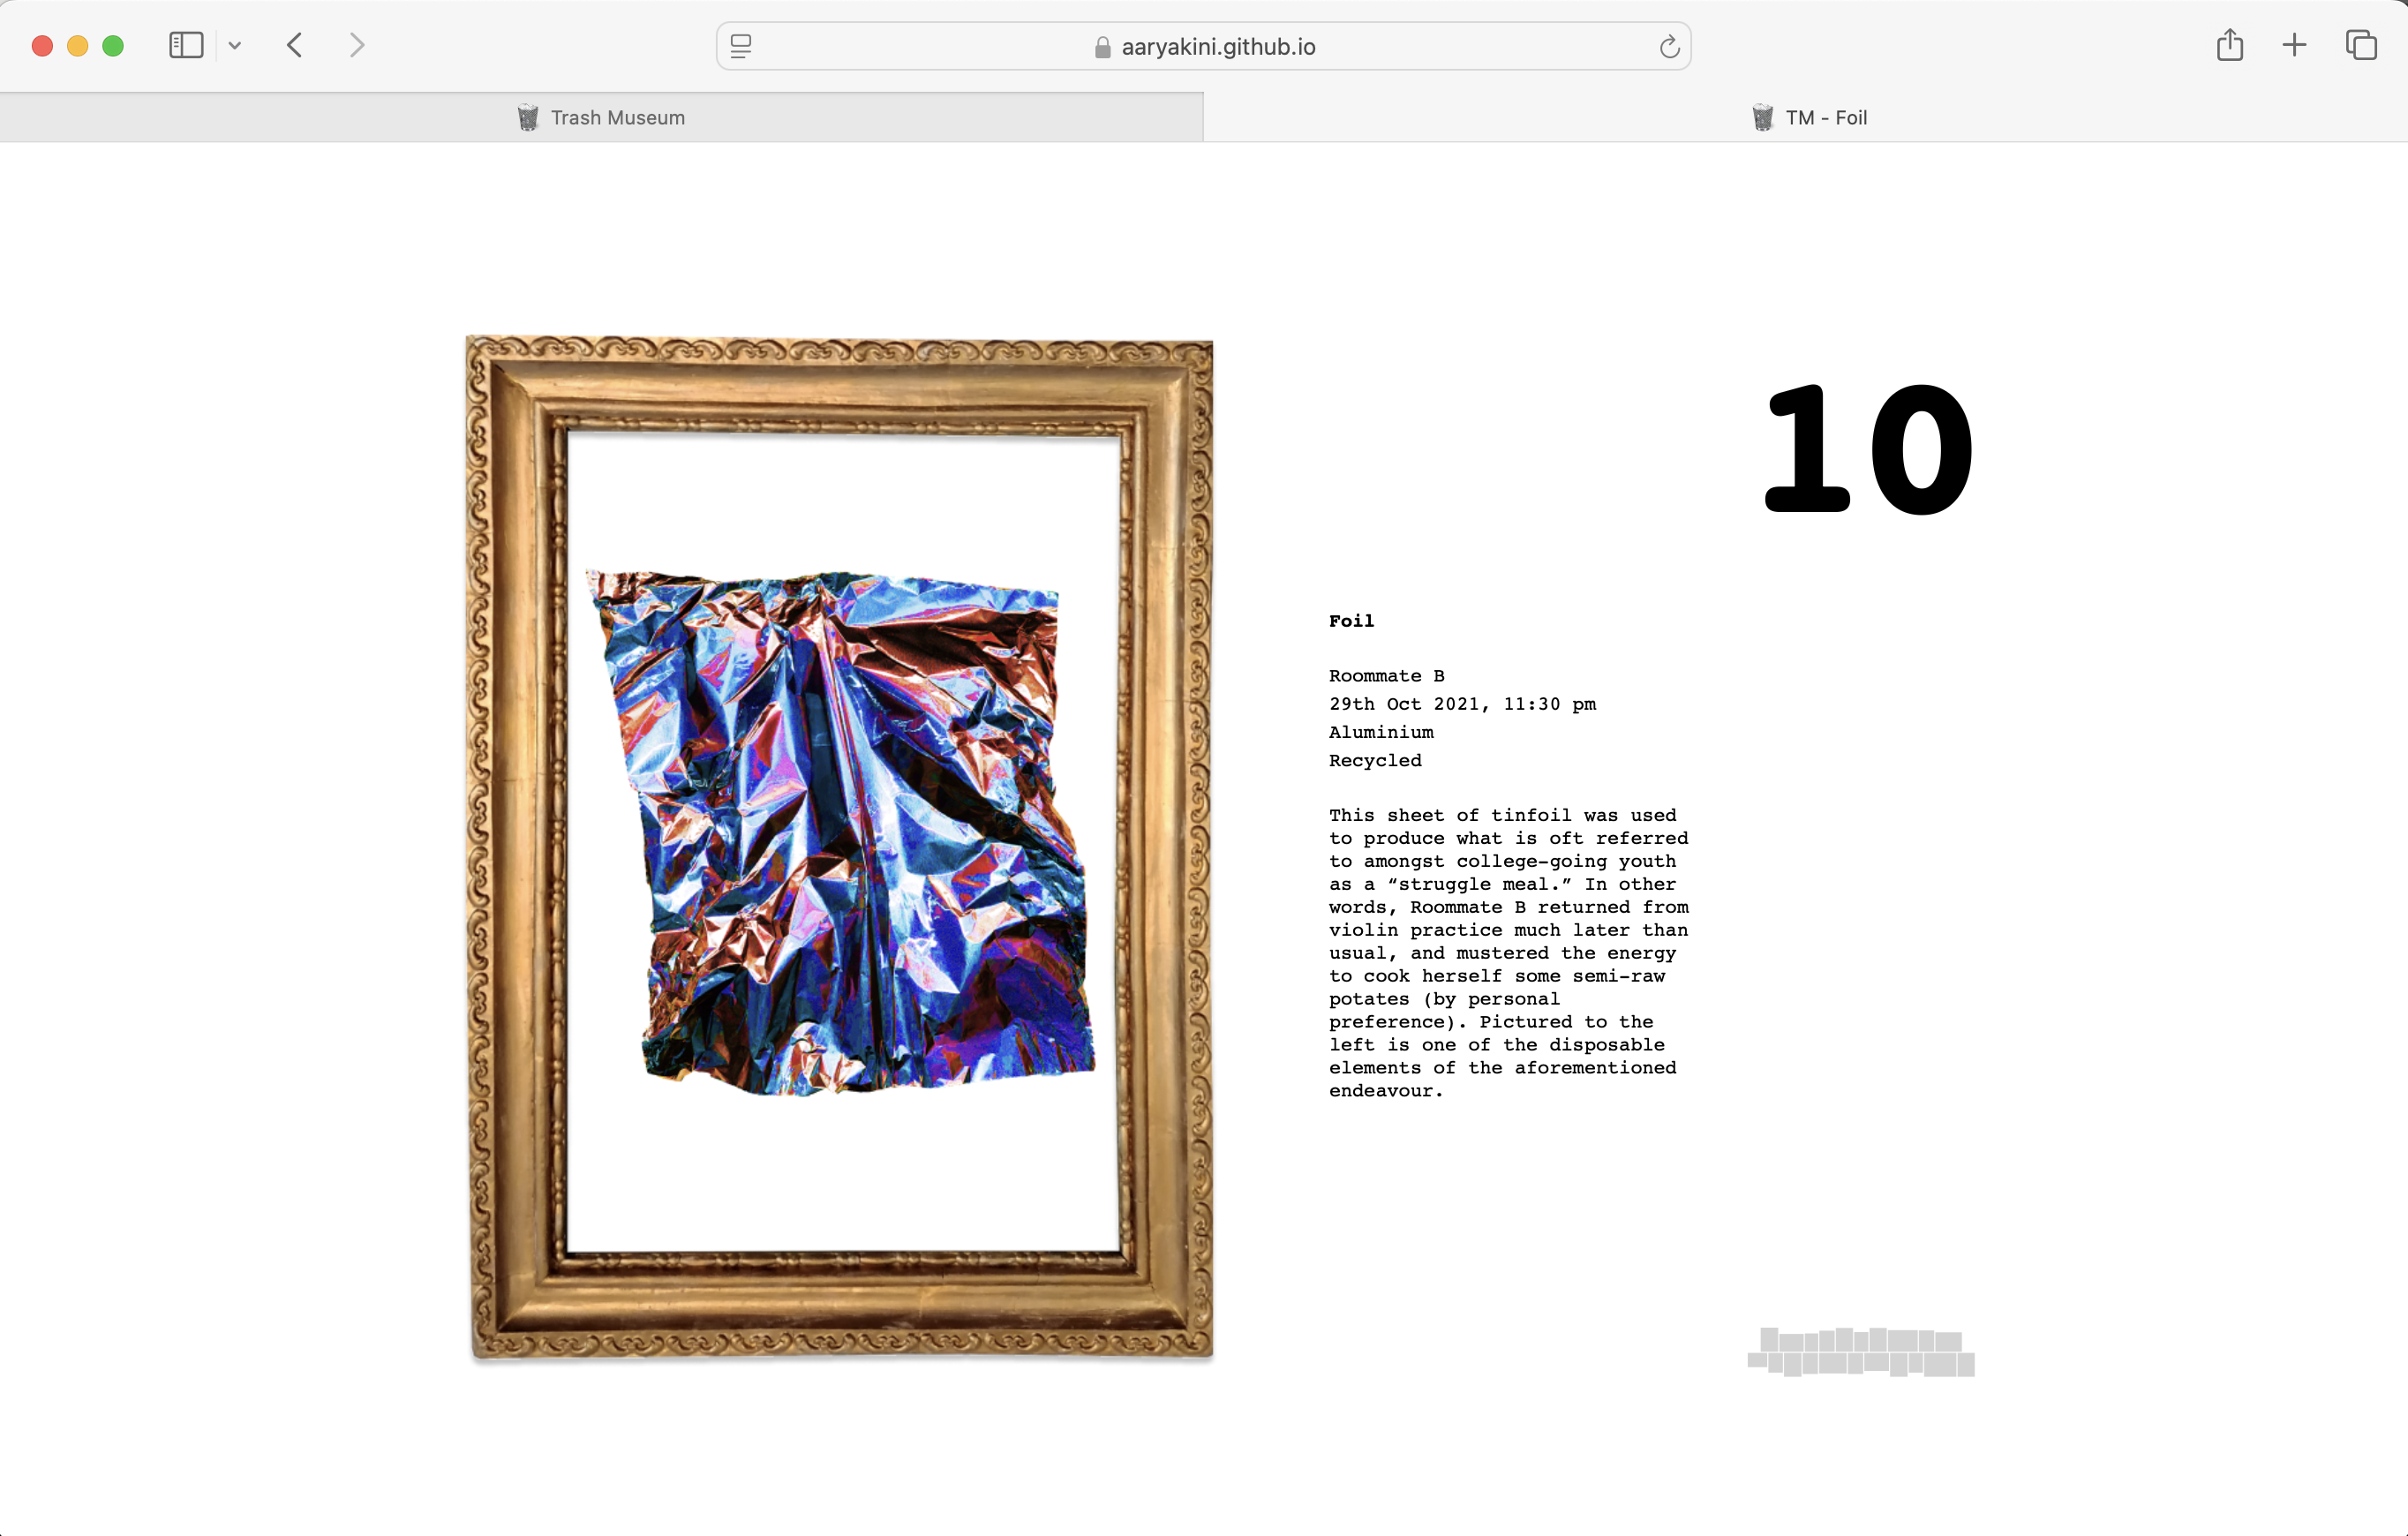 aaryakini.github.io
Trash Museum
TM - Foil
10
Foil
Roommate B
29th Oct 2021, 11:30 pm
Aluminium
Recycled
This sheet of tinfoil was used
to produce what is oft referred
to amongst college-going youth
as a “struggle meal.” In other
words, Roommate B returned from
violin practice much later than
usual, and mustered the energy
to cook herself some semi-raw
potates (by personal
preference). Pictured to the
left is one of the disposable
elements of the aforementioned
endeavour.